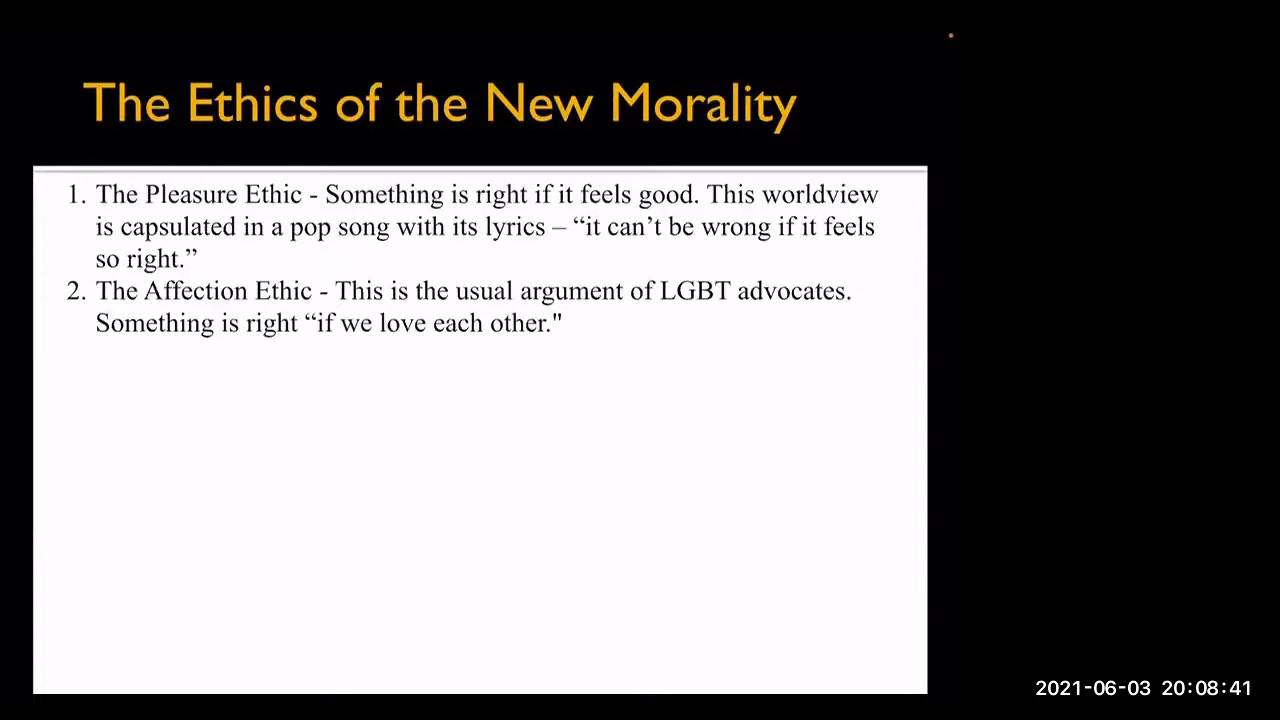 The Ethics of the New Morality
1. The Pleasure Ethic - Something is right if it feels good. This worldview
is capsulated in a pop song with its lyrics – “it can’t be wrong if it feels
so right.”
2. The Affection Ethic - This is the usual argument of LGBT advocates.
Something is right “if we love each other."
2021-06-03 20:08:41